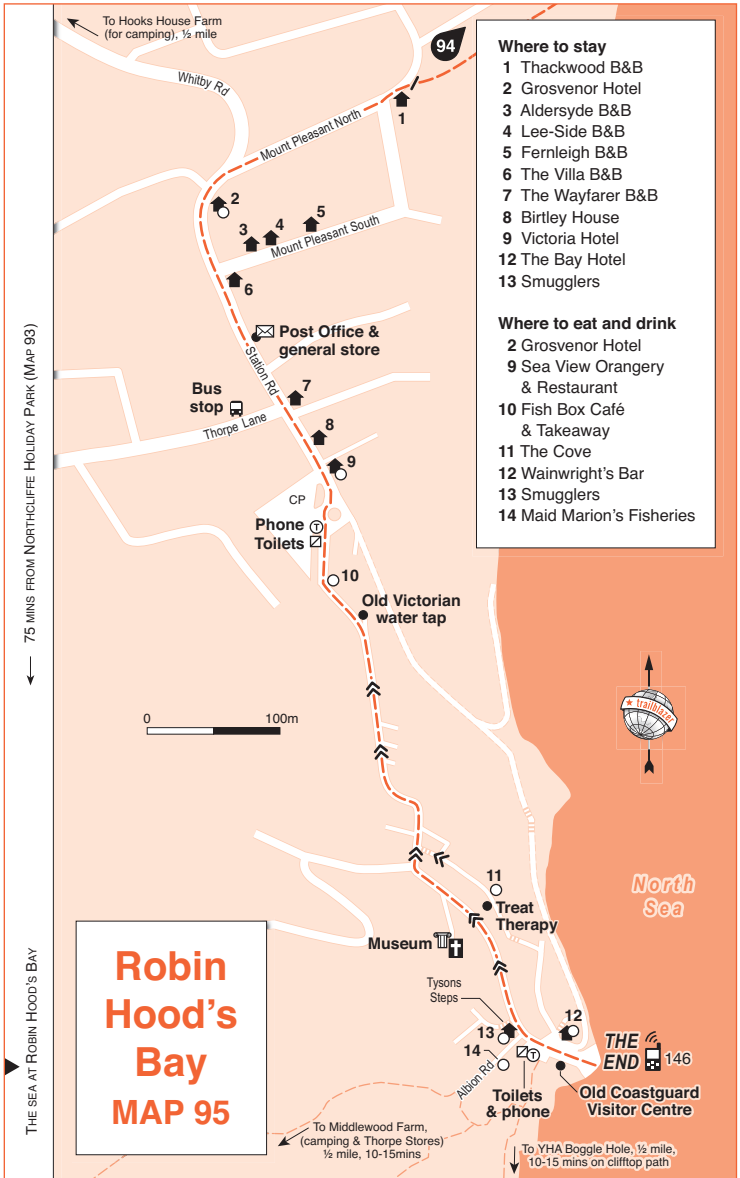 To Hooks House Farm
(for camping), ½ mile
94
Whitby Rd
Mount Pleasant North
1
2
3
4
5
Mount Pleasant South
6
Post Office &
general store
Station Rd
Bus
stop
7
Thorpe Lane
8
9
CP
Phone T
Toilets
10
Old Victorian
water tap
0 100m
11
Treat
Therapy
Museum
Tysons
Steps
12
13
14
Albion Rd
T
Toilets
& phone
THE
END
146
Old Coastguard
Visitor Centre
North
Sea
To Middlewood Farm,
(camping & Thorpe Stores)
½ mile, 10-15mins
To YHA Boggle Hole, ½ mile,
10-15 mins on clifftop path
trailblazer
Where to stay
1 Thackwood B&B
2 Grosvenor Hotel
3 Aldersyde B&B
4 Lee-Side B&B
5 Fernleigh B&B
6 The Villa B&B
7 The Wayfarer B&B
8 Birtley House
9 Victoria Hotel
12 The Bay Hotel
13 Smugglers
Where to eat and drink
2 Grosvenor Hotel
9 Sea View Orangery
& Restaurant
10 Fish Box Café
& Takeaway
11 The Cove
12 Wainwright's Bar
13 Smugglers
14 Maid Marion's Fisheries
75 MINS FROM NORTHCLIFFE HOLIDAY PARK (MAP 93)
THE SEA AT ROBIN HOOD'S BAY
Robin
Hood's
Bay
MAP 95